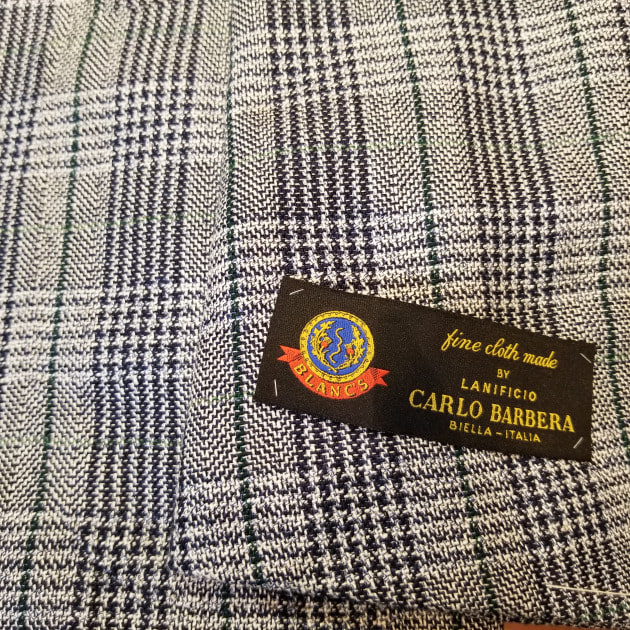 BLANC'S
fine cloth made
BY
LANIFICIO
CARLO BARBERA
BIELLA - ITALIA